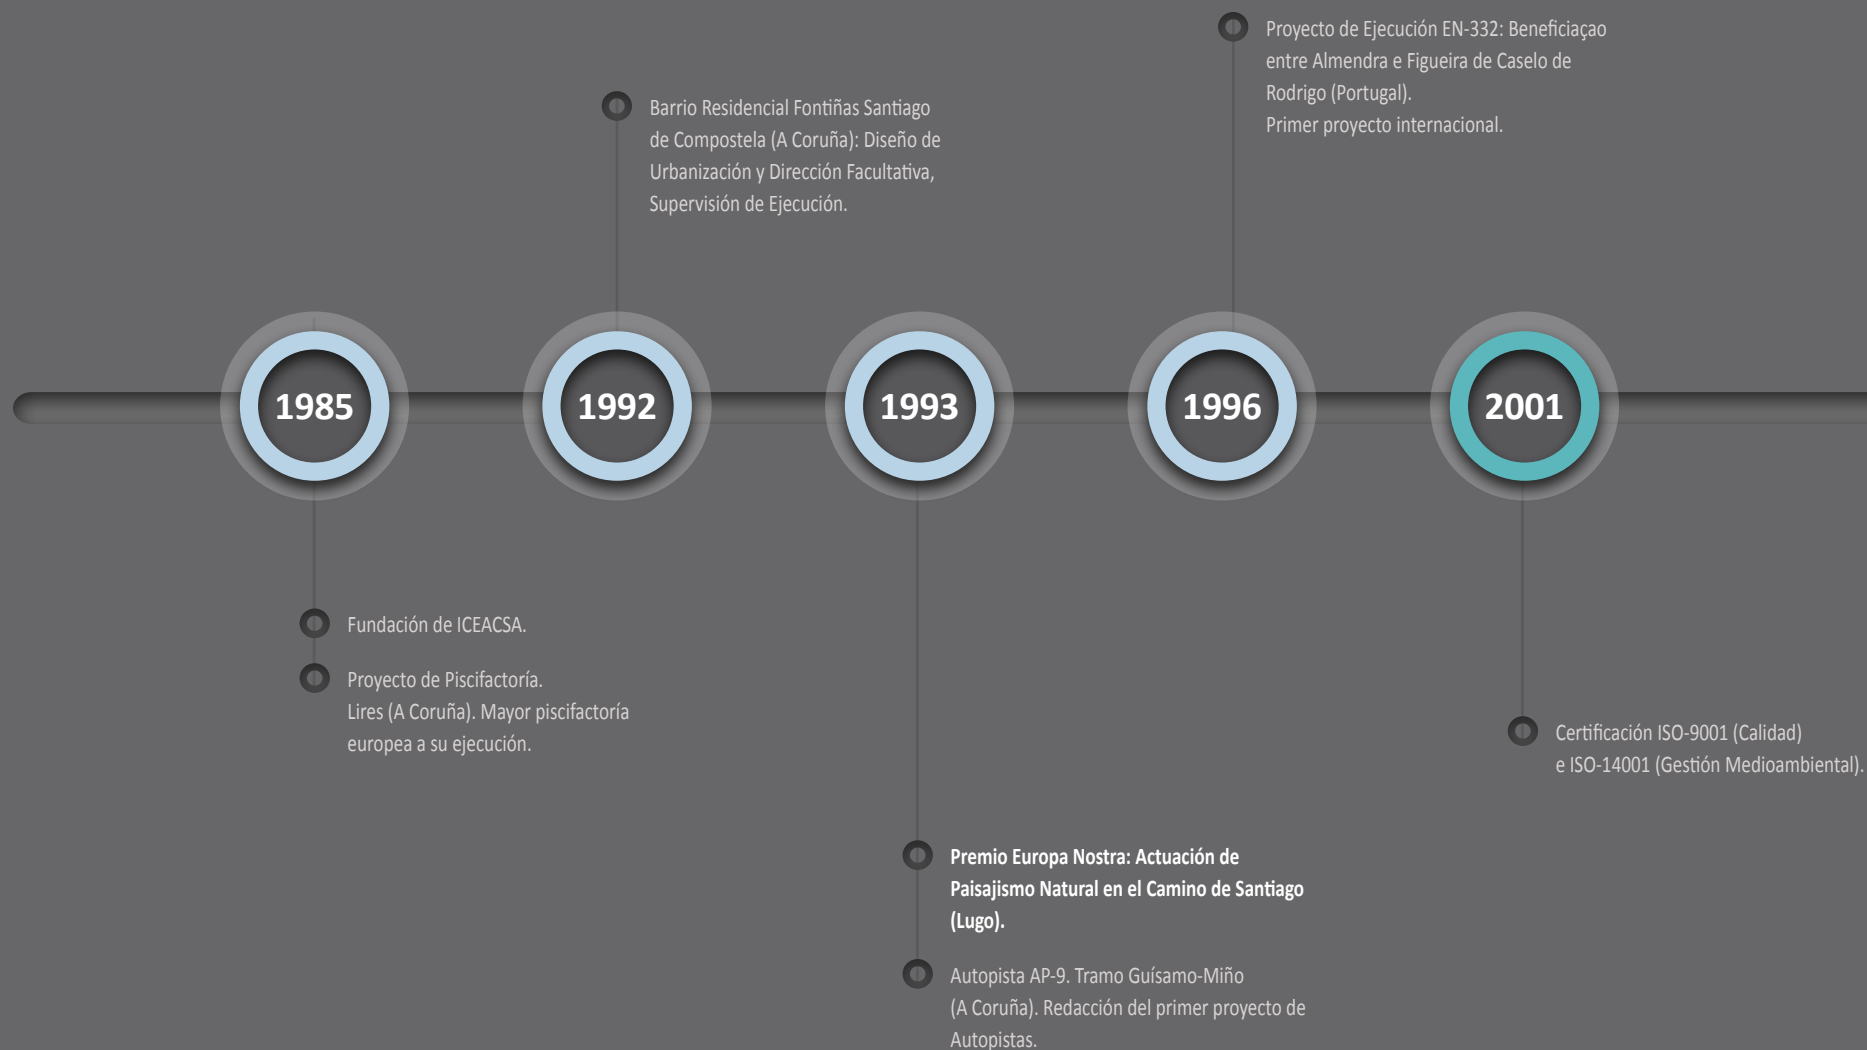 Proyecto de Ejecución EN-332: Beneficiaçao
entre Almendra e Figueira de Caselo de
Rodrigo (Portugal).
Primer proyecto internacional.
Barrio Residencial Fontiñas Santiago
de Compostela (A Coruña): Diseño de
Urbanización y Dirección Facultativa,
Supervisión de Ejecución.
1985
1992
1993
1996
2001
Fundación de ICEACSA.
Proyecto de Piscifactoría.
Lires (A Coruña). Mayor piscifactoría
europea a su ejecución.
Certificación ISO-9001 (Calidad)
e ISO-14001 (Gestión Medioambiental).
Premio Europa Nostra: Actuación de
Paisajismo Natural en el Camino de Santiago
(Lugo).
Autopista AP-9. Tramo Guísamo-Miño
(A Coruña). Redacción del primer proyecto de
Autopistas.